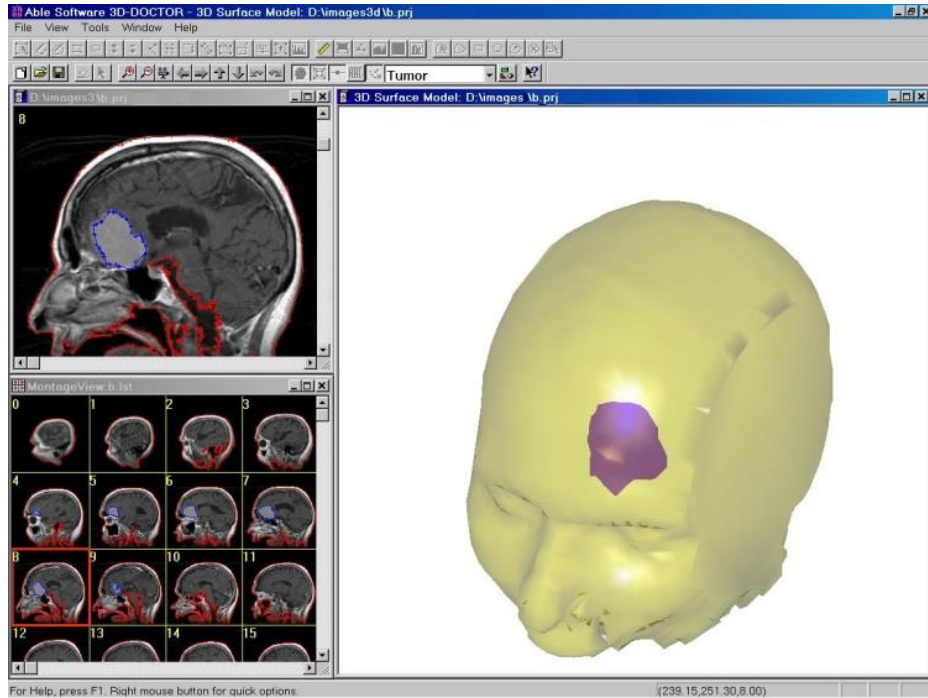 Able Software 3D-DOCTOR - 3D Surface Model: D:\images3d\b.prj
File View Tools Window Help
Tumor
D:\images3\b.prj
8
3D Surface Model: D:\images \b.prj
MontageView:b.lst
0 1 2 3
4 5 6 7
8 9 10 11
12 13 14 15
For Help, press F1. Right mouse button for quick options.
(239.15,251.30,8.00)